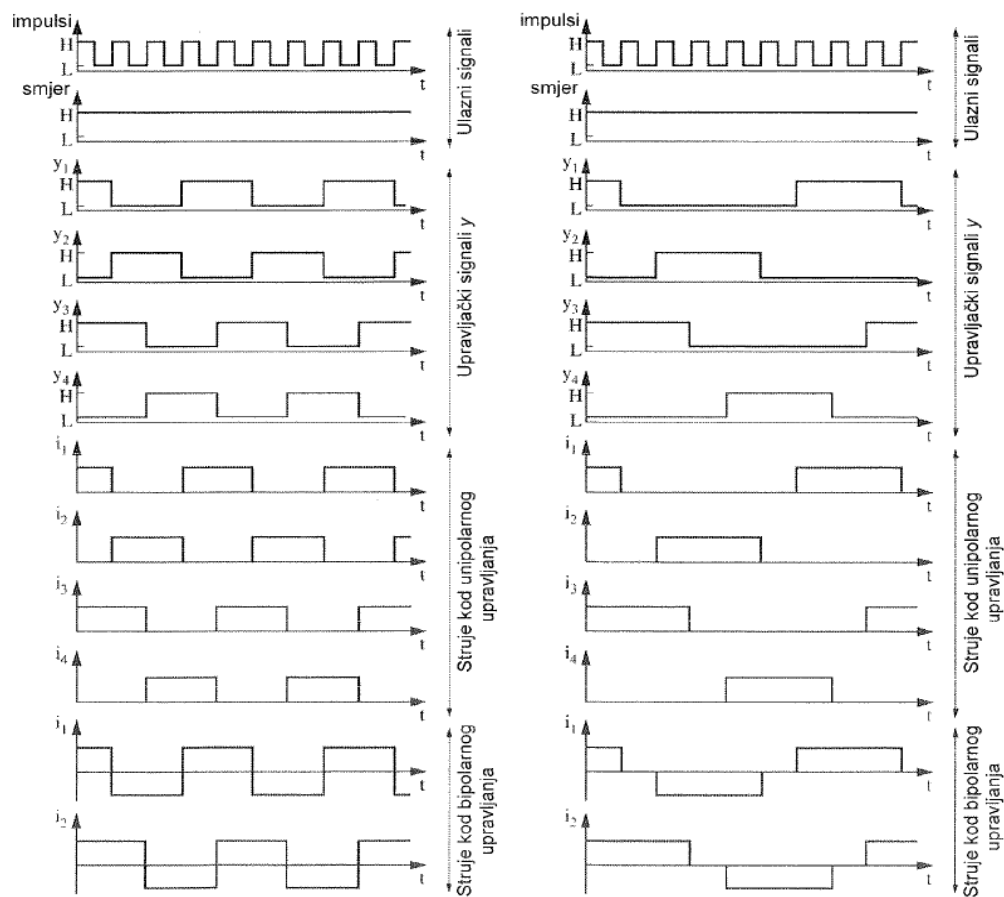 impulsi
H
L
t
smjer
H
L
t
Ulazni signali
y1
H
L
t
y2
H
L
t
y3
H
L
t
y4
H
L
t
Upravljački signali y
i1
t
i2
t
i3
t
i4
t
Struje kod unipolarnog
upravljanja
i1
t
i2
t
Struje kod bipolarnog
upravljanja
impulsi
H
L
t
smjer
H
L
t
Ulazni signali
y1
H
L
t
y2
H
L
t
y3
H
L
t
y4
H
L
t
Upravljački signali y
i1
t
i2
t
i3
t
i4
t
Struje kod unipolarnog
upravljanja
i1
t
i2
t
Struje kod bipolarnog
upravljanja